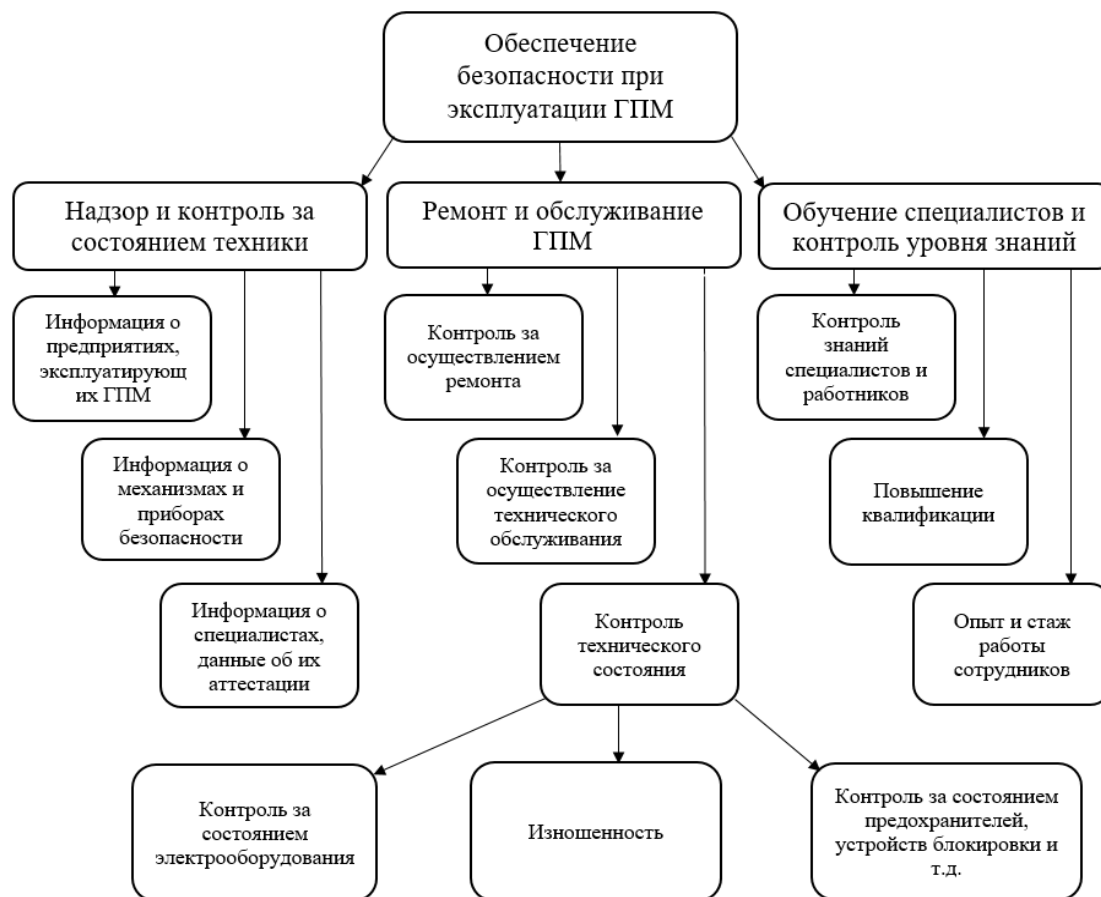 Обеспечение
безопасности при
эксплуатации ГПМ
Надзор и контроль за
состоянием техники
Ремонт и обслуживание
ГПМ
Обучение специалистов и
контроль уровня знаний
Информация о
предприятиях,
эксплуатирующ
их ГПМ
Контроль за
осуществлением
ремонта
Контроль
знаний
специалистов и
работников
Информация о
механизмах и
приборах
безопасности
Контроль за
осуществление
технического
обслуживания
Повышение
квалификации
Информация о
специалистах,
данные об их
аттестации
Контроль
технического
состояния
Опыт и стаж
работы
сотрудников
Контроль за
состоянием
электрооборудования
Изношенность
Контроль за состоянием
предохранителей,
устройств блокировки и
т.д.